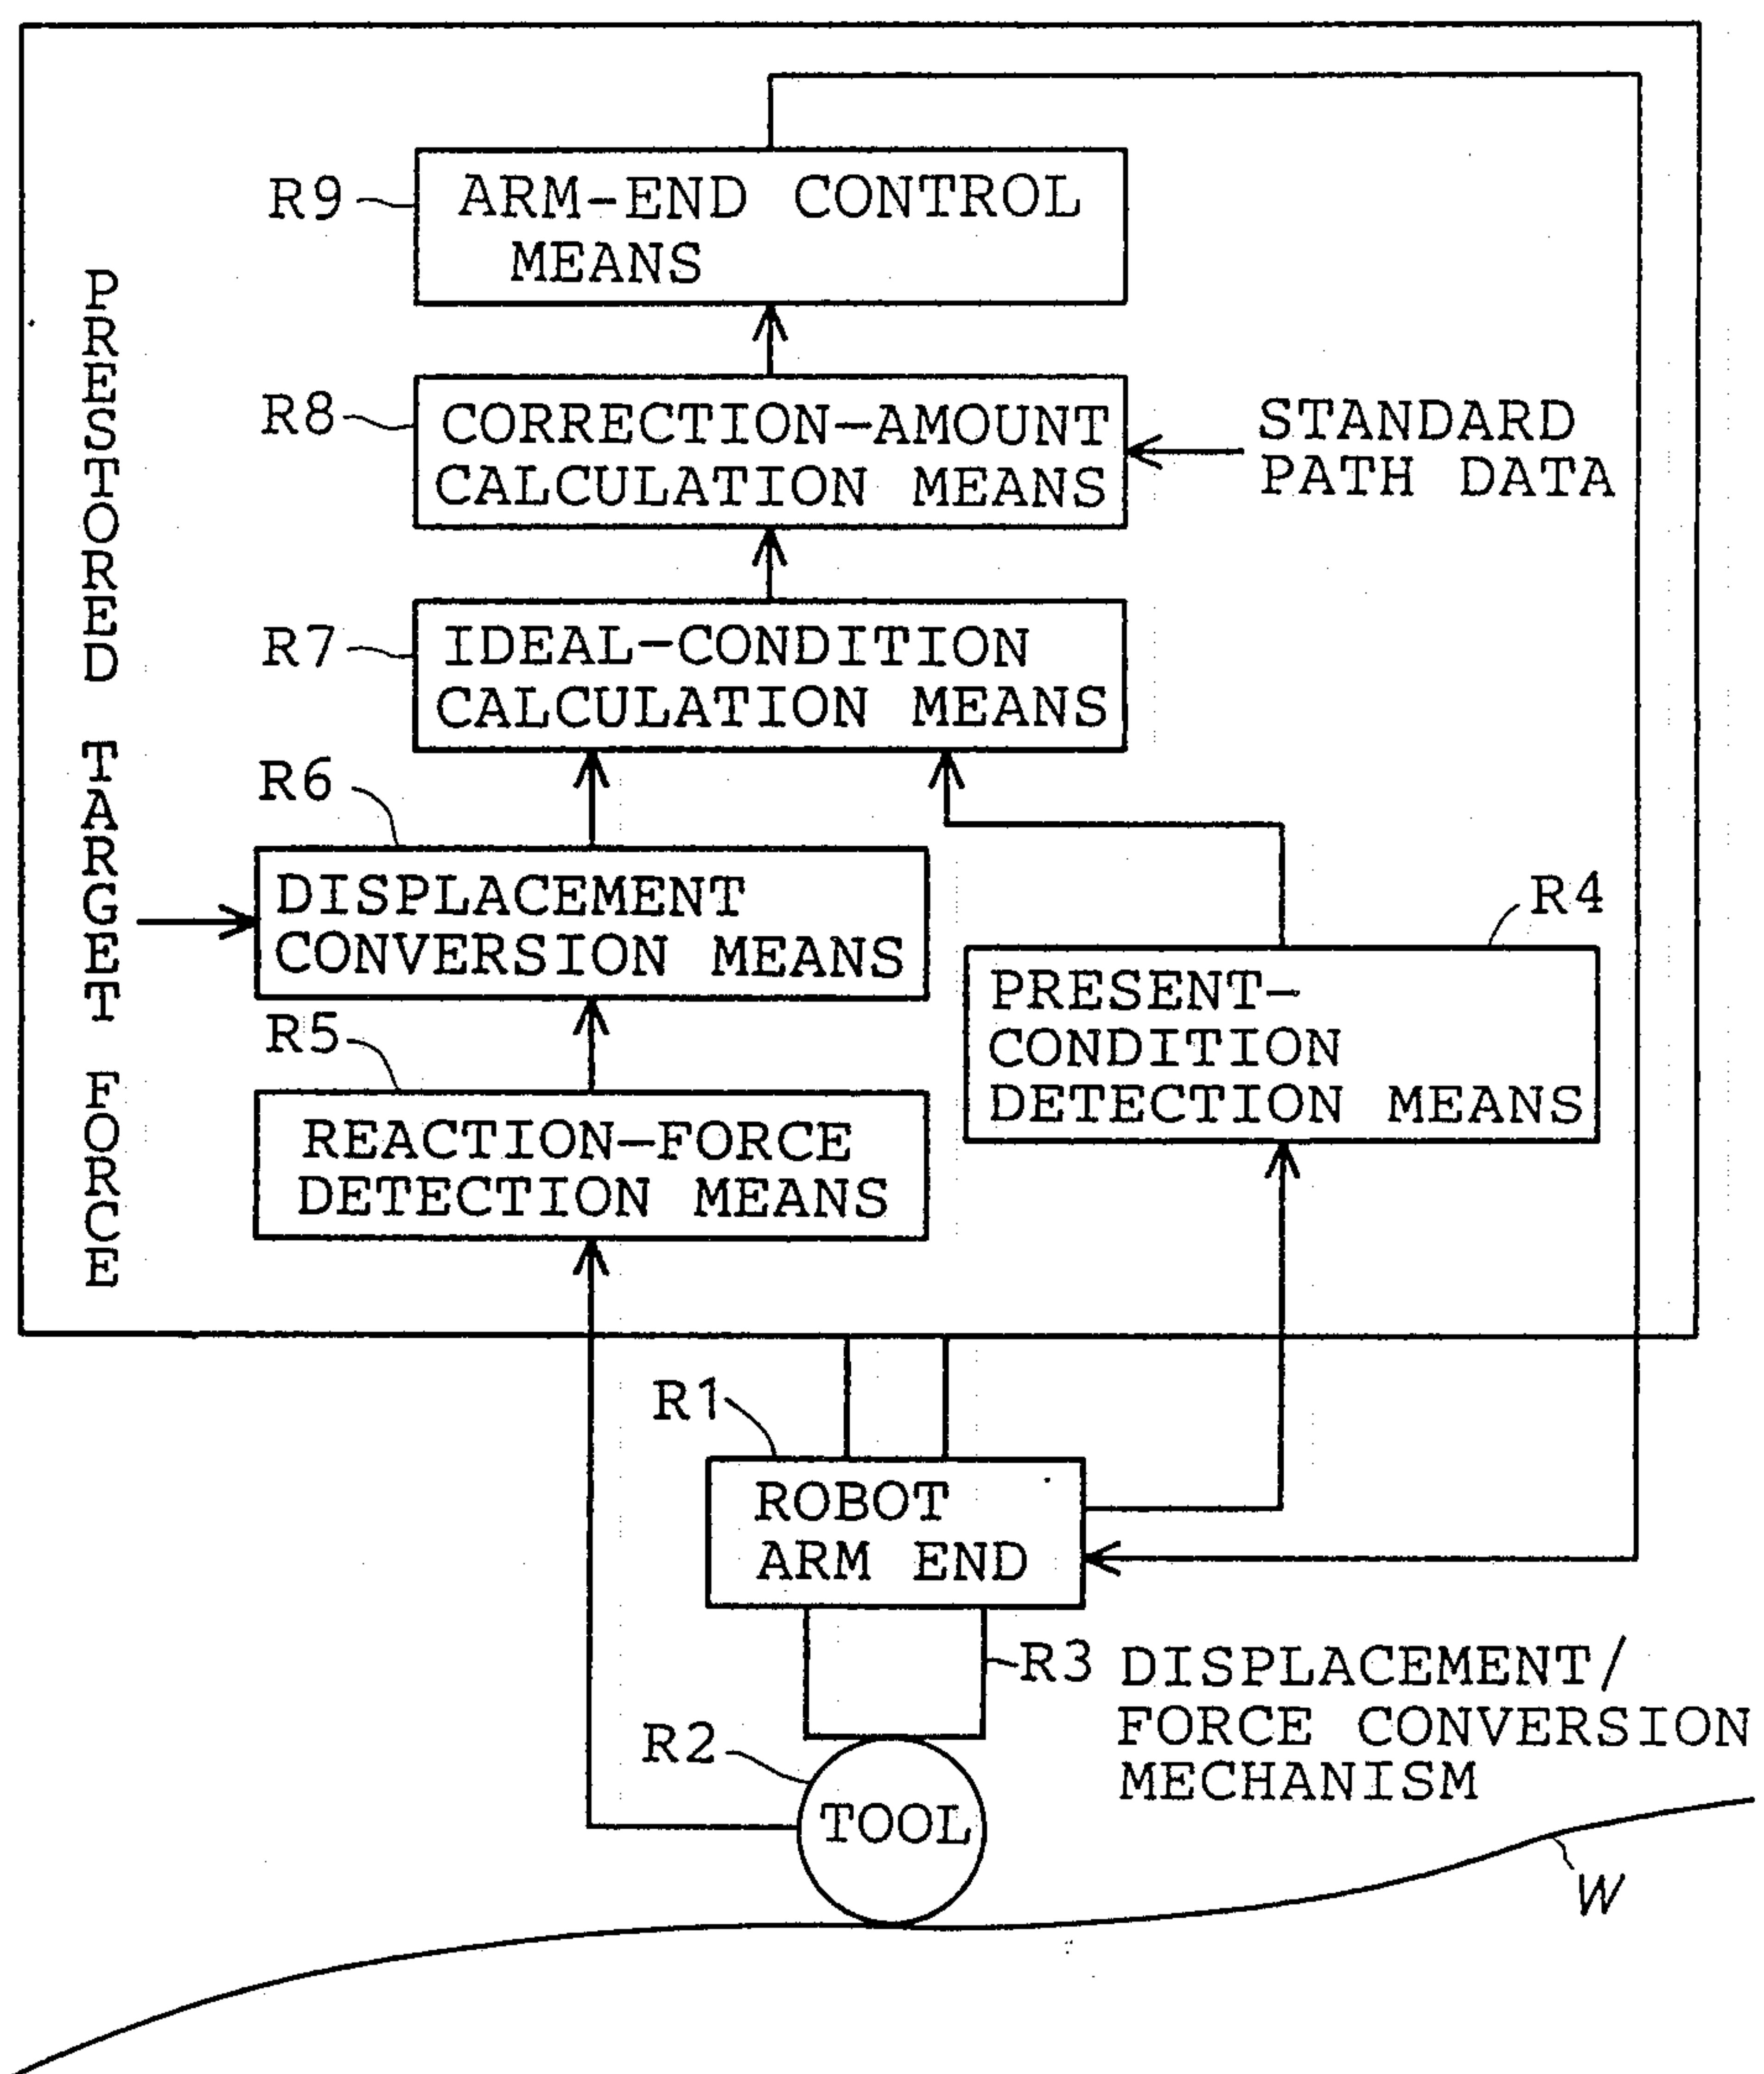 R9
ARM-END CONTROL
MEANS
R8
CORRECTION-AMOUNT
CALCULATION MEANS
STANDARD
PATH DATA
R7
IDEAL-CONDITION
CALCULATION MEANS
PRESTORED TARGET FORCE
R6
DISPLACEMENT
CONVERSION MEANS
R4
PRESENT-
CONDITION
DETECTION MEANS
R5
REACTION-FORCE
DETECTION MEANS
R1
ROBOT
ARM END
R3
DISPLACEMENT/
FORCE CONVERSION
MECHANISM
R2
TOOL
W